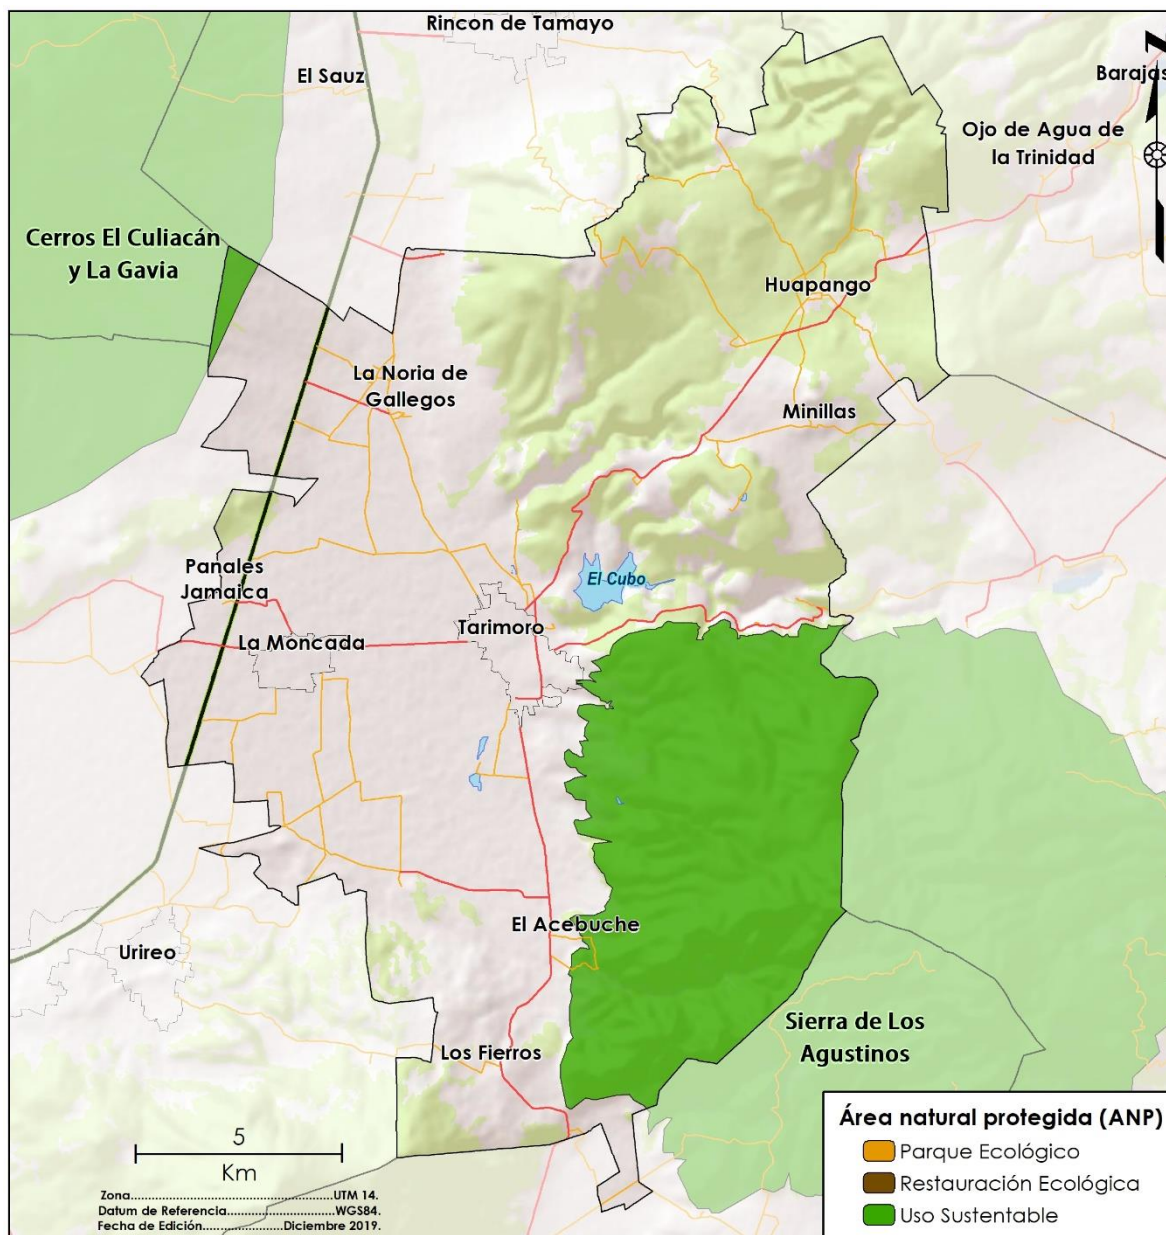 Rincon de Tamayo
El Sauz
Barajas
Ojo de Agua de
la Trinidad
Cerros El Culiacán
y La Gavia
Huapango
La Noria de
Gallegos
Minillas
Panales
Jamaica
El Cubo
Tarimoro
La Moncada
El Acebuche
Urireo
Los Fierros
Sierra de Los
Agustinos
5
Km
Zona.............................................UTM 14.
Datum de Referencia......................WGS84.
Fecha de Edición................Diciembre 2019.
Área natural protegida (ANP)
Parque Ecológico
Restauración Ecológica
Uso Sustentable